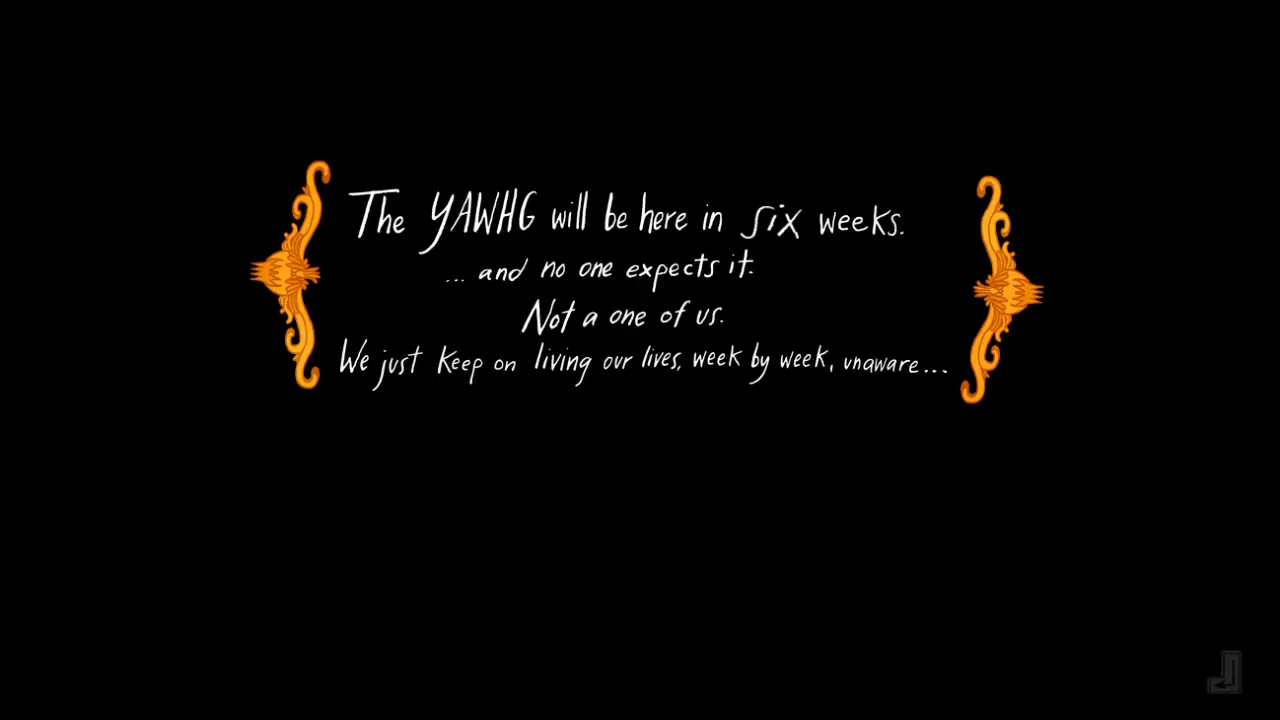 The YAWHG will be here in six weeks.
... and no one expects it.
Not a one of us.
We just keep on living our lives, week by week, unaware...